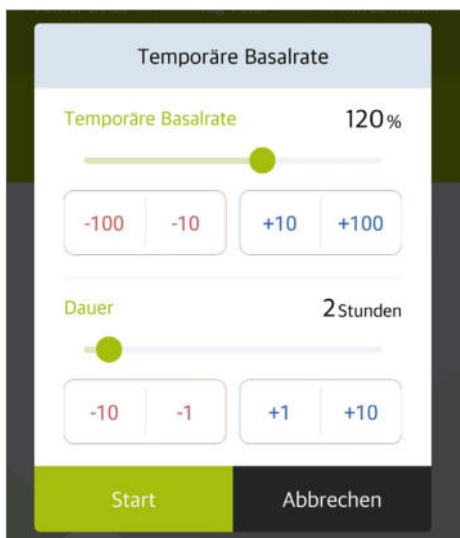 Temporäre Basalrate
Temporäre Basalrate 120%
-100 -10 +10 +100
Dauer 2 Stunden
-10 -1 +1 +10
Start Abbrechen